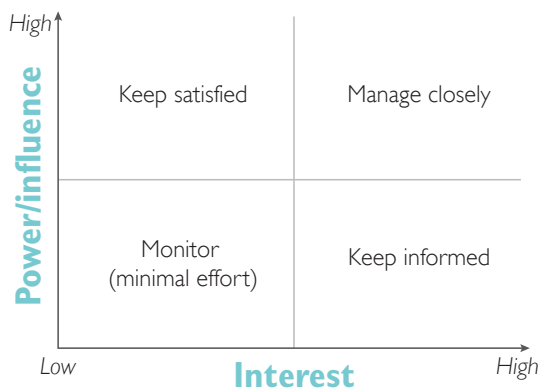 High
Power/influence
Keep satisfied
Manage closely
Monitor
(minimal effort)
Keep informed
Low
Interest
High